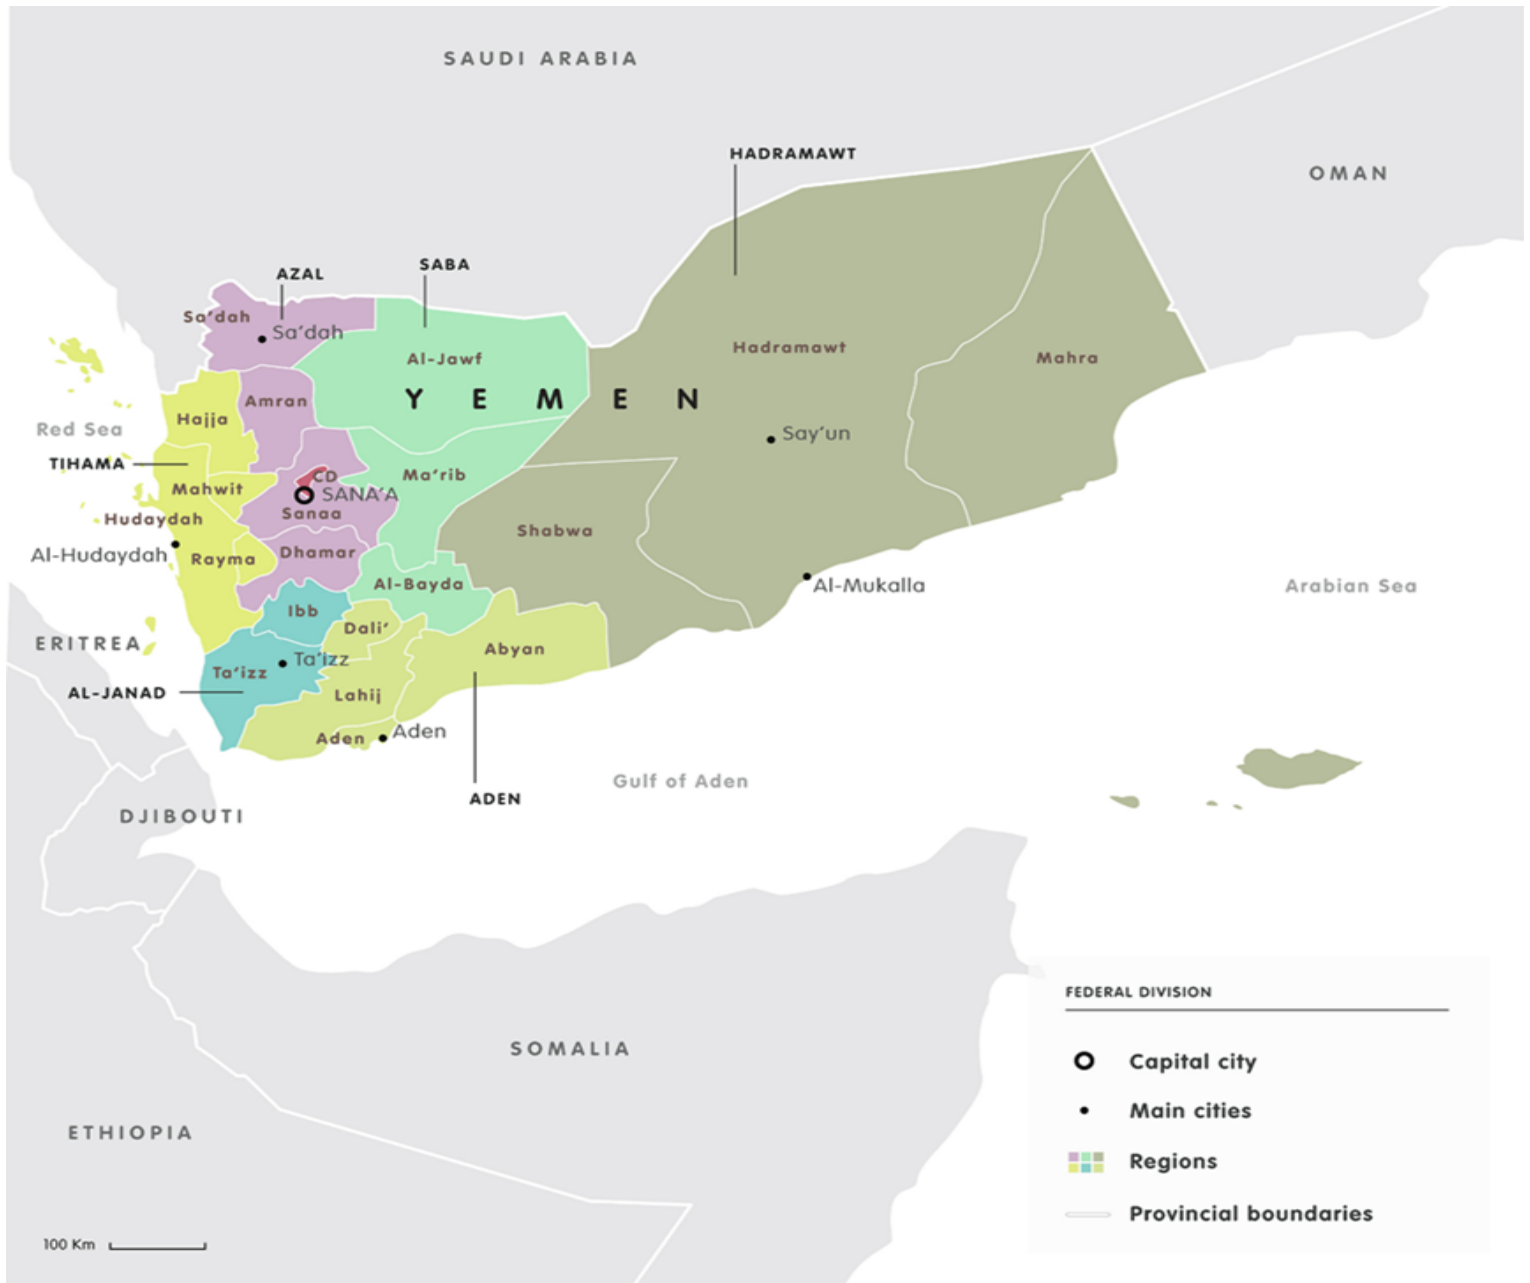 SAUDI ARABIA
HADRAMAWT
OMAN
SABA
AZAL
Sa'dah
Sa'dah
Al-Jawf
Hadramawt
Mahra
YEMEN
Amran
Hajja
Red Sea
Say'un
TIHAMA
CD
Ma'rib
Mahwit
SANA'A
Sanaa
Hudaydah
Shabwa
Al-Hudaydah
Rayma
Dhamar
Al-Bayda
Al-Mukalla
Arabian Sea
Ibb
Dali'
ERITREA
Abyan
Ta'izz
Ta'izz
AL-JANAD
Lahij
Aden
Aden
Gulf of Aden
ADEN
DJIBOUTI
SOMALIA
ETHIOPIA
100 Km
FEDERAL DIVISION
Capital city
Main cities
Regions
Provincial boundaries